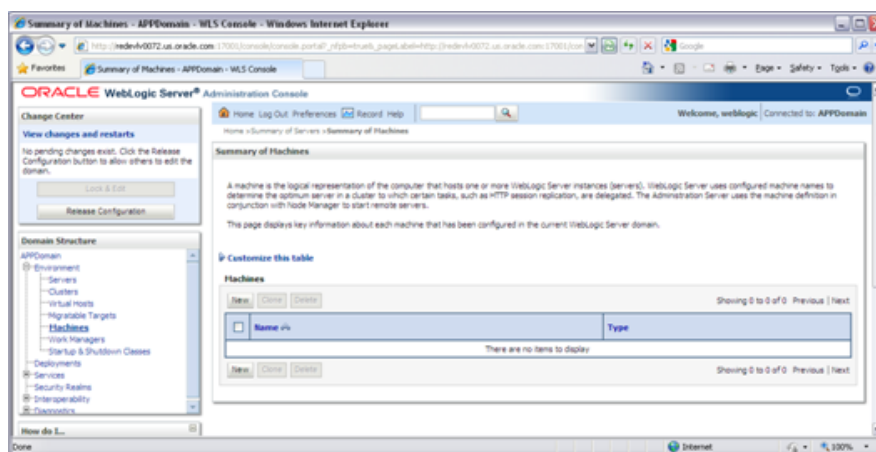 Summary of Machines - APPDomain - WLS Console - Windows Internet Explorer
Google
Favorites Summary of Machines - APPDomain - WLS Console
Page Safety Tools
ORACLE WebLogic Server® Administration Console
Change Center
View changes and restarts
No pending changes exist. Click the Release
Configuration button to allow others to edit the
domain.
Lock & Edit
Release Configuration
Domain Structure
APPDomain
Environment
Servers
Clusters
Virtual Hosts
Migratable Targets
Machines
Work Managers
Startup & Shutdown Classes
Deployments
Services
Security Realms
Interoperability
Diagnostics
How do I...
Home Log Out Preferences Record Help
Welcome, weblogic Connected to: APPDomain
Home >Summary of Servers >Summary of Machines
Summary of Machines
A machine is the logical representation of the computer that hosts one or more WebLogic Server instances (servers). WebLogic Server uses configured machine names to
determine the optimum server in a cluster to which certain tasks, such as HTTP session replication, are delegated. The Administration Server uses the machine definition in
conjunction with Node Manager to start remote servers.
This page displays key information about each machine that has been configured in the current WebLogic Server domain.
Customize this table
Machines
New Clone Delete Showing 0 to 0 of 0 Previous | Next
Name Type
There are no items to display
New Clone Delete Showing 0 to 0 of 0 Previous | Next
Done Internet 100%